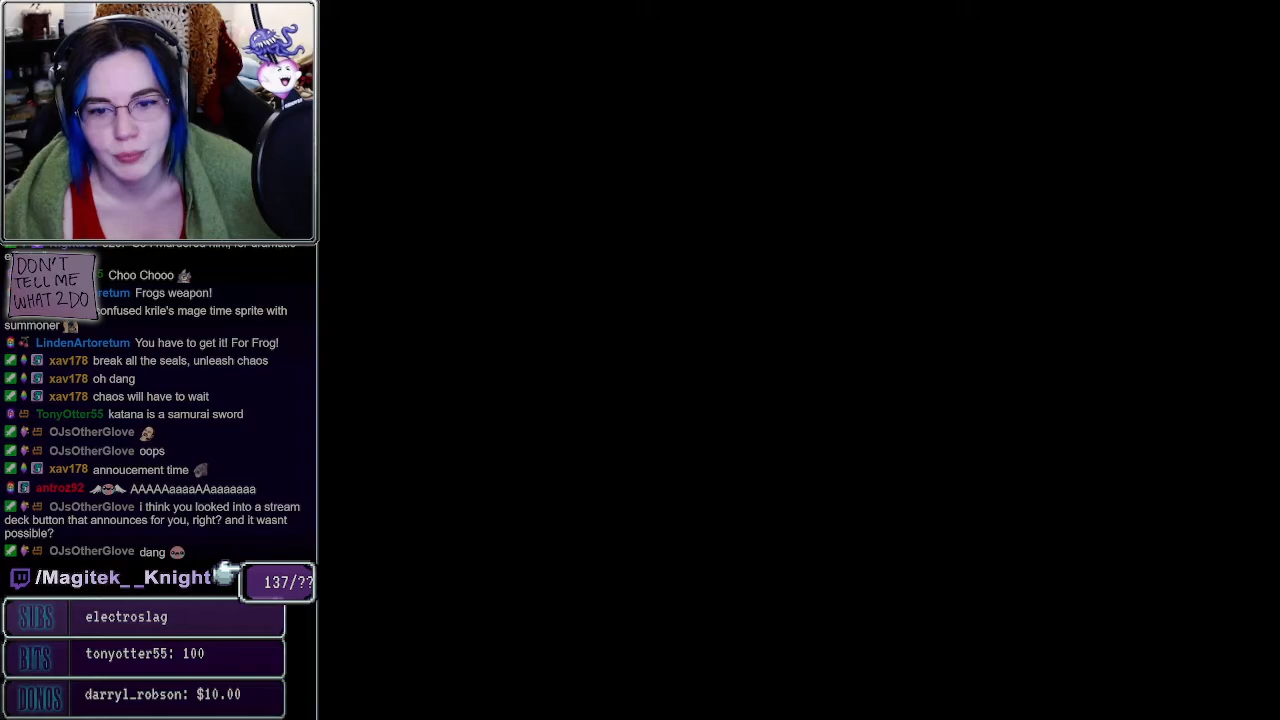 DON'T
TELL ME
WHAT 2 DO
5 Choo Chooo
retum Frogs weapon!
onfused krile's mage time sprite with
summoner
LindenArtoretum You have to get it! For Frog!
xav178 break all the seals, unleash chaos
xav178 oh dang
xav178 chaos will have to wait
TonyOtter55 katana is a samurai sword
OJsOtherGlove
OJsOtherGlove oops
xav178 annoucement time
antroz92 AAAAAaaaaAAaaaaaaa
OJsOtherGlove i think you looked into a stream
deck button that announces for you, right? and it wasnt
possible?
OJsOtherGlove dang
/Magitek__Knight
137/??
SUBS electroslag
BITS tonyotter55: 100
DONOS darryl_robson: $10.00